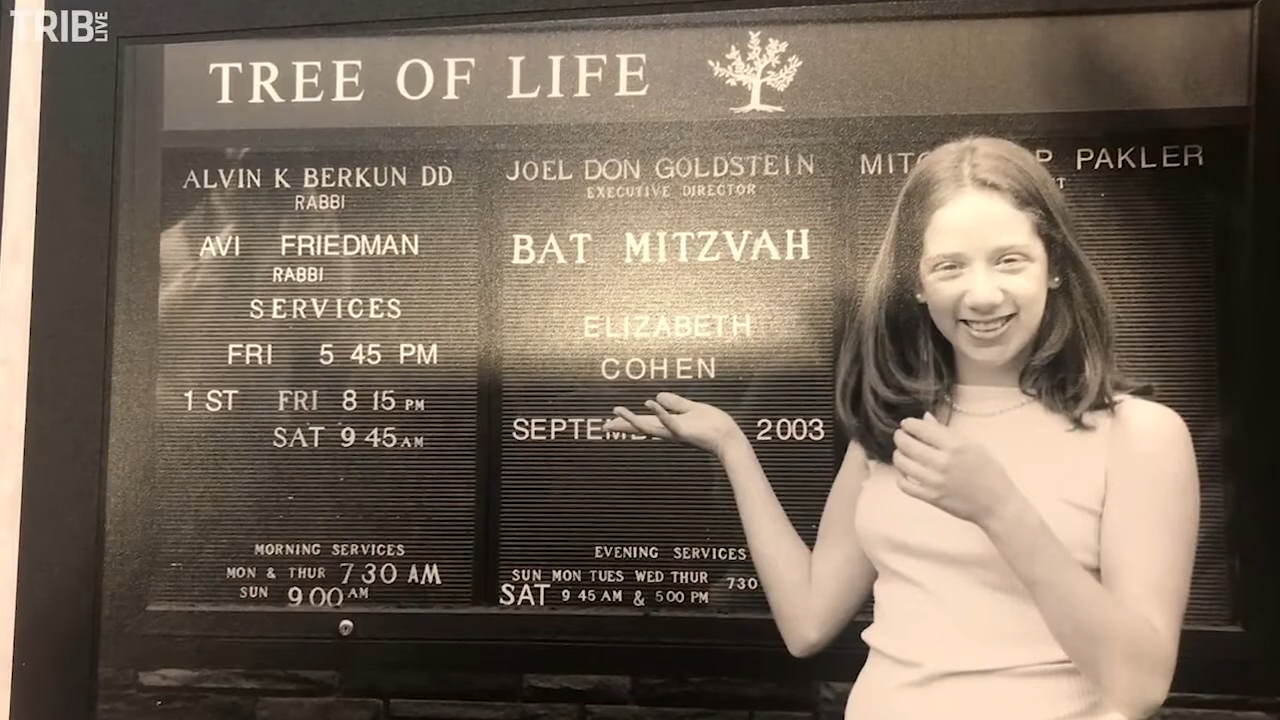 TRIB LIVE
TREE OF LIFE
ALVIN K BERKUN DD
RABBI
AVI FRIEDMAN
RABBI
SERVICES
FRI 5 45 PM
1 ST FRI 8 15 PM
SAT 9 45 AM
MORNING SERVICES
MON & THUR 7 30 AM
SUN 9 00 AM
JOEL DON GOLDSTEIN
EXECUTIVE DIRECTOR
BAT MITZVAH
ELIZABETH
COHEN
2003
EVENING SERVICES
SUN MON TUES WED THUR 730
SAT 9 45 AM & 5 00 PM
PAKLER